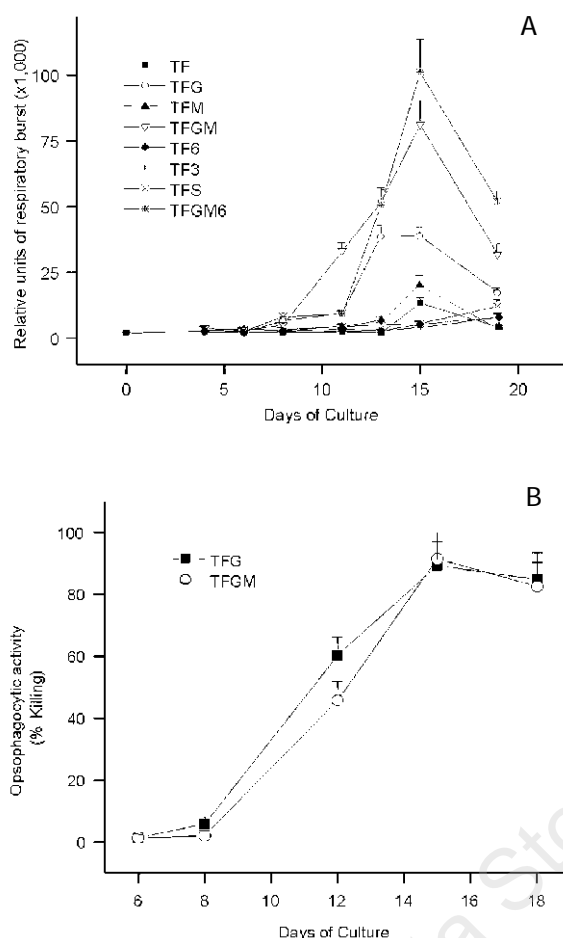 A
Relative units of respiratory burst (x1,000)
100
75
50
25
0
TF
TFG
TFM
TFGM
TF6
TF3
TFS
TFGM6
0 5 10 15 20
Days of Culture
B
Opsophagocytic activity
(% Killing)
100
80
60
40
20
0
TFG
TFGM
6 8 10 12 14 16 18
Days of Culture